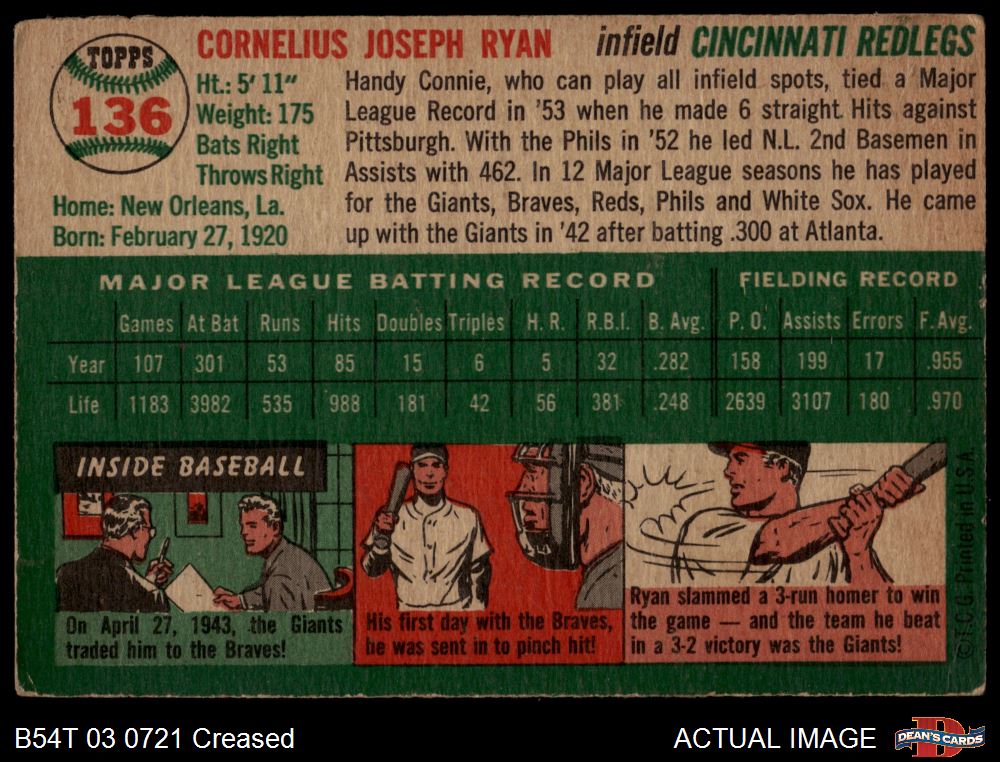 TOPPS
136
CORNELIUS JOSEPH RYAN infield CINCINNATI REDLEGS
Ht.: 5' 11"
Weight: 175
Bats Right
Throws Right
Home: New Orleans, La.
Born: February 27, 1920
Handy Connie, who can play all infield spots, tied a Major
League Record in '53 when he made 6 straight Hits against
Pittsburgh. With the Phils in '52 he led N.L. 2nd Basemen in
Assists with 462. In 12 Major League seasons he has played
for the Giants, Braves, Reds, Phils and White Sox. He came
up with the Giants in '42 after batting .300 at Atlanta.
MAJOR LEAGUE BATTING RECORD FIELDING RECORD
Games At Bat Runs Hits Doubles Triples H. R. R.B.I. B. Avg. P. O. Assists Errors F. Avg.
Year 107 301 53 85 15 6 5 32 .282 158 199 17 .955
Life 1183 3982 535 988 181 42 56 381 .248 2639 3107 180 .970
INSIDE BASEBALL
On April 27, 1943, the Giants
traded him to the Braves!
His first day with the Braves,
he was sent in to pinch hit!
Ryan slammed a 3-run homer to win
the game — and the team he beat
in a 3-2 victory was the Giants!
© T.C.G. Printed in U.S.A.
B54T 03 0721 Creased
ACTUAL IMAGE
DEAN'S CARDS